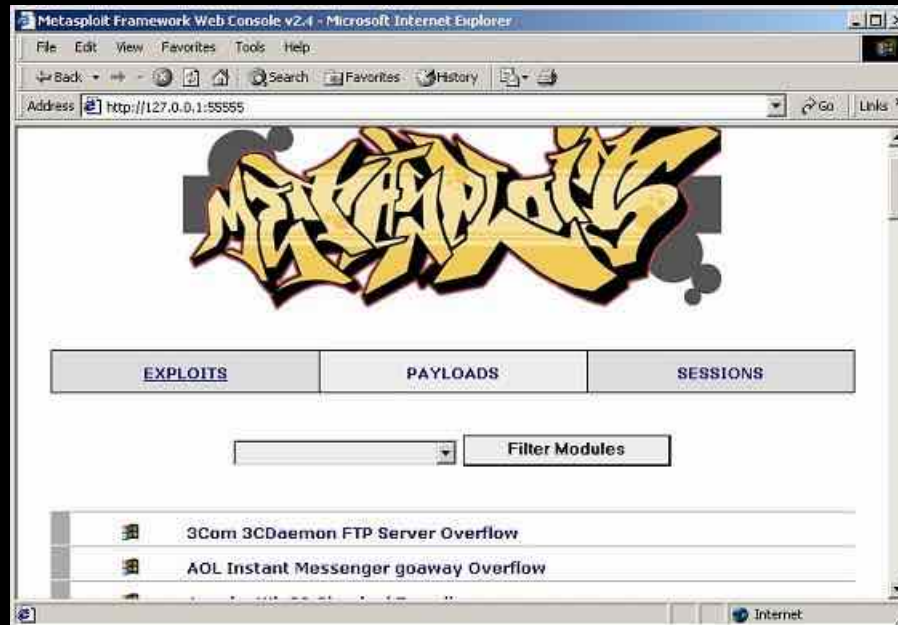 Metasploit Framework Web Console v2.4 - Microsoft Internet Explorer
File Edit View Favorites Tools Help
Back Search Favorites History
Address http://127.0.0.1:55555 Go Links
METASPLOIT
EXPLOITS PAYLOADS SESSIONS
Filter Modules
3Com 3CDaemon FTP Server Overflow
AOL Instant Messenger goaway Overflow
Internet